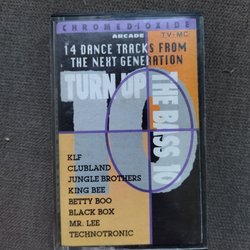 CHROMEDIOXIDE
ARCADE TV-MC
14 DANCE TRACKS FROM
THE NEXT GENERATION
TURN UP
THE BASS 10
KLF
CLUBLAND
JUNGLE BROTHERS
KING BEE
BETTY BOO
BLACK BOX
MR. LEE
TECHNOTRONIC